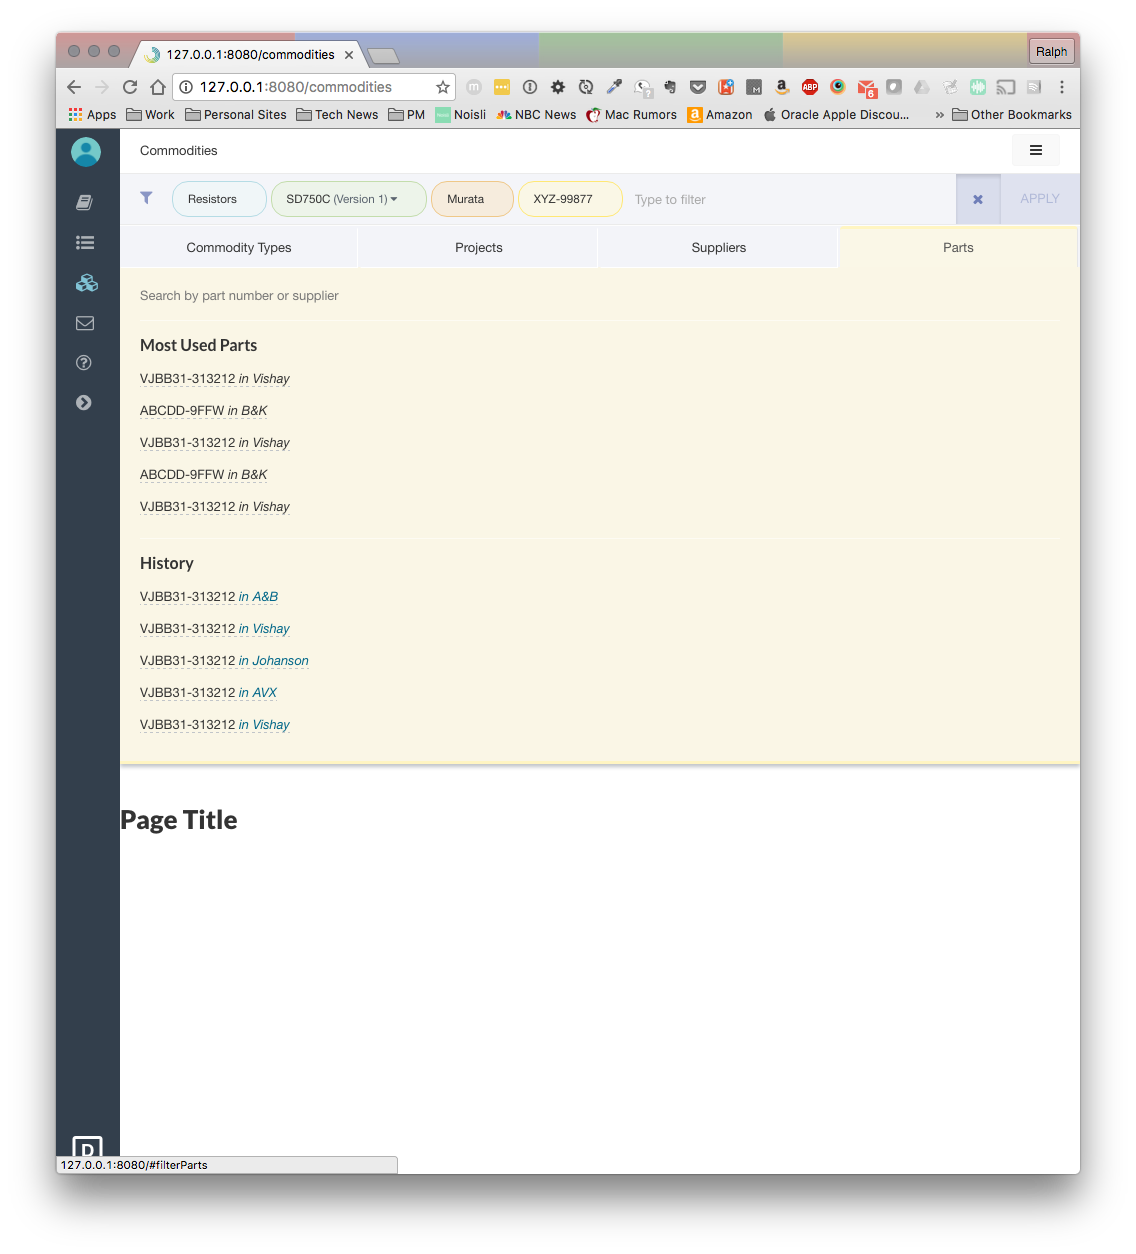 127.0.0.1:8080/commodities
Ralph
127.0.0.1:8080/commodities
ABP
6
Apps Work Personal Sites Tech News PM Noisli NBC News Mac Rumors Amazon Oracle Apple Discou... » Other Bookmarks
Commodities
Resistors SD750C (Version 1) Murata XYZ-99877 Type to filter APPLY
Commodity Types Projects Suppliers Parts
Search by part number or supplier
Most Used Parts
VJBB31-313212 in Vishay
ABCDD-9FFW in B&K
VJBB31-313212 in Vishay
ABCDD-9FFW in B&K
VJBB31-313212 in Vishay
History
VJBB31-313212 in A&B
VJBB31-313212 in Vishay
VJBB31-313212 in Johanson
VJBB31-313212 in AVX
VJBB31-313212 in Vishay
Page Title
D
127.0.0.1:8080/#filterParts